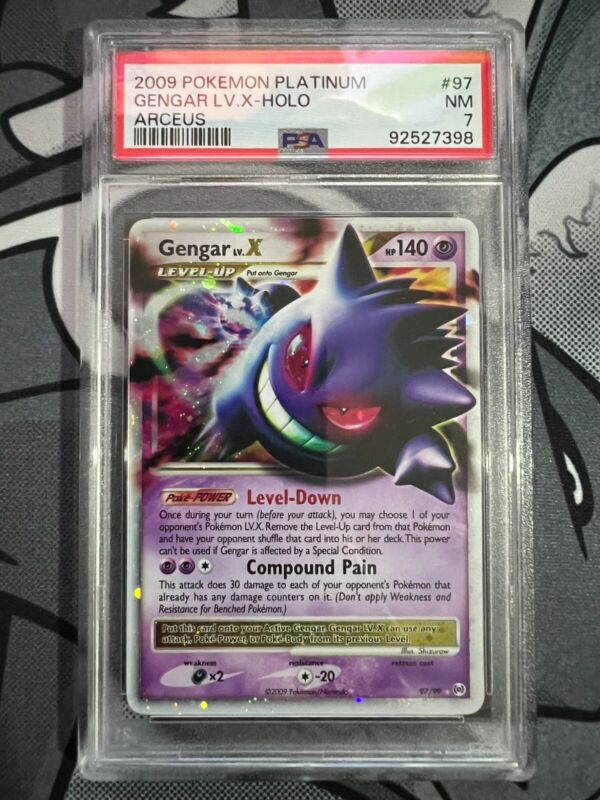 2009 POKEMON PLATINUM #97
GENGAR LV.X-HOLO NM
ARCEUS 7
PSA 92527398
Gengar LV.X HP 140
LEVEL-UP Put onto Gengar
Poké-POWER Level-Down
Once during your turn (before your attack), you may choose 1 of your
opponent's Pokémon LV.X. Remove the Level-Up card from that Pokémon
and have your opponent shuffle that card into his or her deck. This power
can't be used if Gengar is affected by a Special Condition.
Compound Pain
This attack does 30 damage to each of your opponent's Pokémon that
already has any damage counters on it. (Don't apply Weakness and
Resistance for Benched Pokémon.)
Put this card onto your Active Gengar. Gengar LV.X can use any
attack, Poké-Power, or Poké-Body from its previous Level.
Illus. Shizurow
weakness resistance retreat cost
×2 -20
©2009 Pokémon/Nintendo 97/99